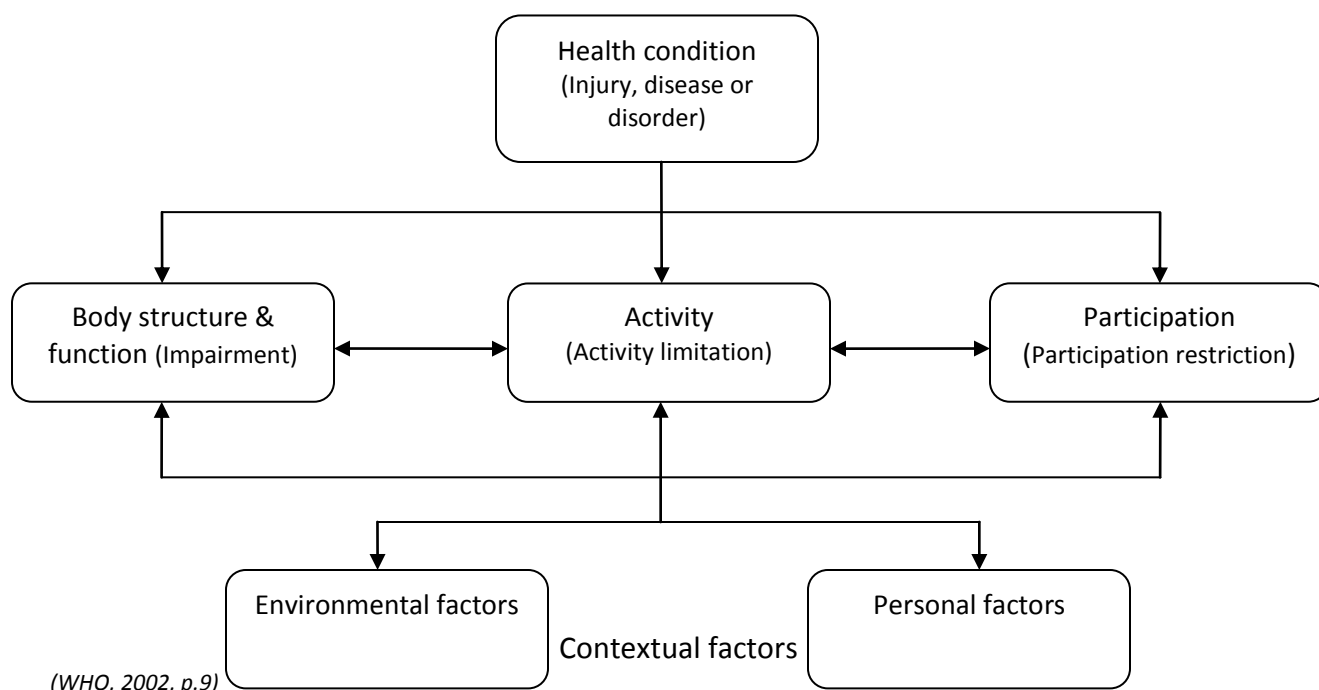 Health condition
(Injury, disease or
disorder)
Body structure &
function (Impairment)
Activity
(Activity limitation)
Participation
(Participation restriction)
Environmental factors
Personal factors
Contextual factors
(WHO, 2002, p.9)